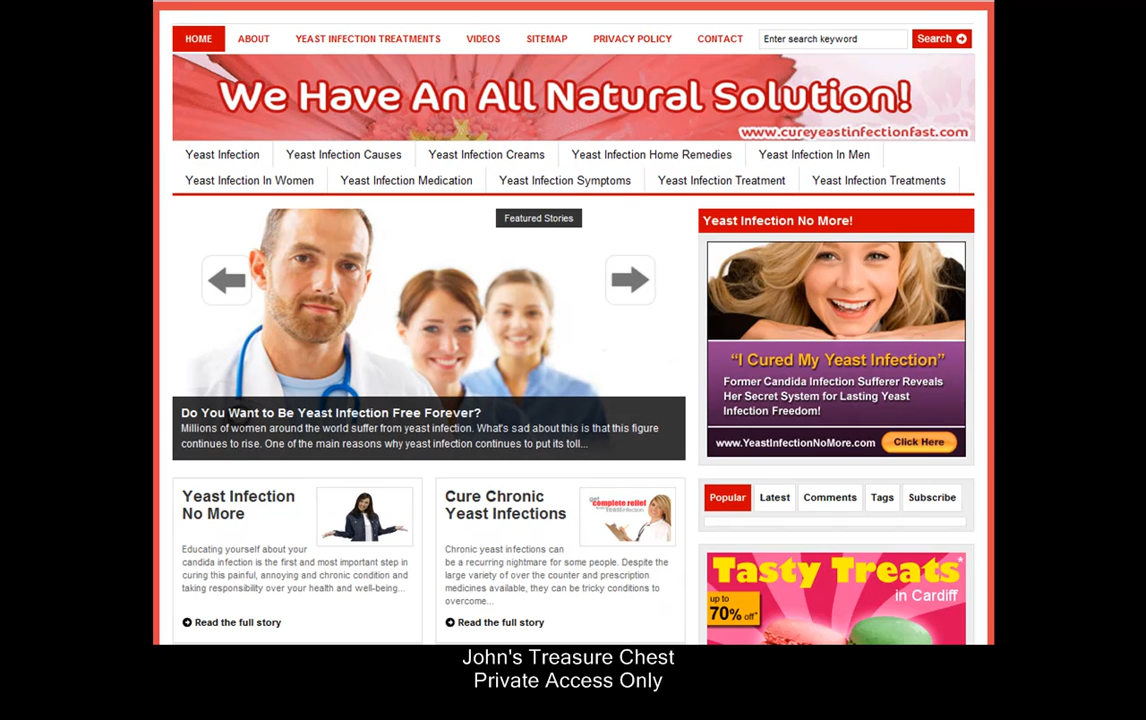 HOME ABOUT YEAST INFECTION TREATMENTS VIDEOS SITEMAP PRIVACY POLICY CONTACT Enter search keyword Search
We Have An All Natural Solution!
www.cureyeastinfectionfast.com
Yeast Infection Yeast Infection Causes Yeast Infection Creams Yeast Infection Home Remedies Yeast Infection In Men
Yeast Infection In Women Yeast Infection Medication Yeast Infection Symptoms Yeast Infection Treatment Yeast Infection Treatments
Featured Stories
Do You Want to Be Yeast Infection Free Forever?
Millions of women around the world suffer from yeast infection. What's sad about this is that this figure
continues to rise. One of the main reasons why yeast infection continues to put its toll...
Yeast Infection No More!
“I Cured My Yeast Infection”
Former Candida Infection Sufferer Reveals
Her Secret System for Lasting Yeast
Infection Freedom!
www.YeastInfectionNoMore.com Click Here
Yeast Infection
No More
Educating yourself about your
candida infection is the first and most important step in
curing this painful, annoying and chronic condition and
taking responsibility over your health and well-being...
Read the full story
Cure Chronic
Yeast Infections
get
complete relief
Chronic yeast infections can
be a recurring nightmare for some people. Despite the
large variety of over the counter and prescription
medicines available, they can be tricky conditions to
overcome...
Read the full story
Popular Latest Comments Tags Subscribe
Tasty Treats*
in Cardiff
up to
70% off*
John's Treasure Chest
Private Access Only